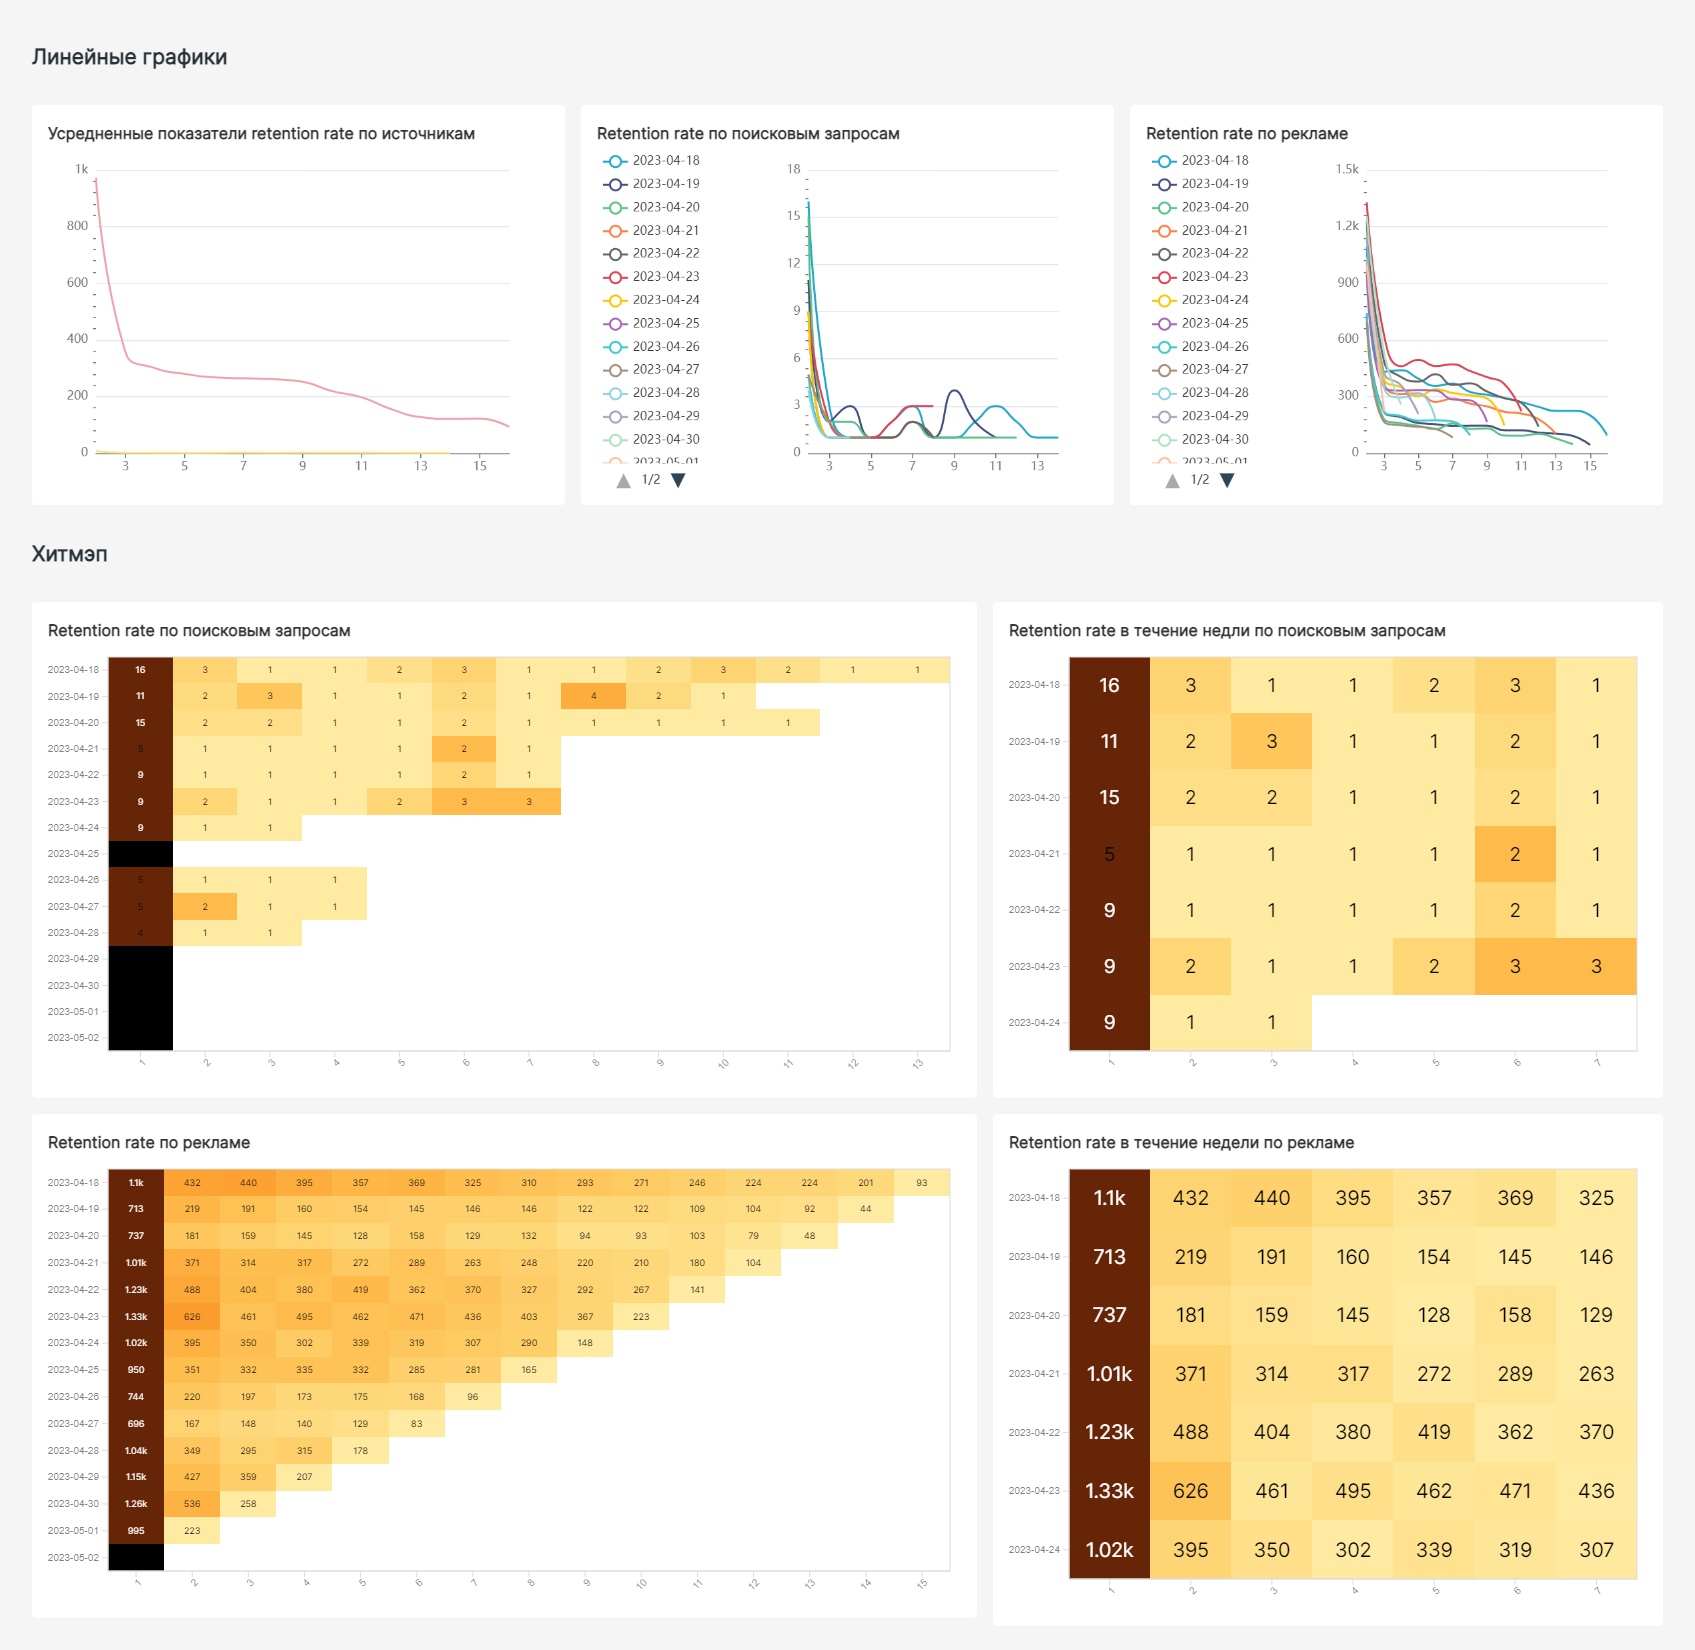 Линейные графики
Усредненные показатели retention rate по источникам
1k
800
600
400
200
0
3 5 7 9 11 13 15
Retention rate по поисковым запросам
2023-04-18
2023-04-19
2023-04-20
2023-04-21
2023-04-22
2023-04-23
2023-04-24
2023-04-25
2023-04-26
2023-04-27
2023-04-28
2023-04-29
2023-04-30
2023-05-01
1/2
18
15
12
9
6
3
0
3 5 7 9 11 13
Retention rate по рекламе
2023-04-18
2023-04-19
2023-04-20
2023-04-21
2023-04-22
2023-04-23
2023-04-24
2023-04-25
2023-04-26
2023-04-27
2023-04-28
2023-04-29
2023-04-30
2023-05-01
1/2
1.5k
1.2k
900
600
300
0
3 5 7 9 11 13 15
Хитмэп
Retention rate по поисковым запросам
2023-04-18 16 3 1 1 2 3 1 1 2 3 2 1 1
2023-04-19 11 2 3 1 1 2 1 4 2 1
2023-04-20 15 2 2 1 1 2 1 1 1 1 1
2023-04-21 5 1 1 1 1 2 1
2023-04-22 9 1 1 1 1 2 1
2023-04-23 9 2 1 1 2 3 3
2023-04-24 9 1 1
2023-04-25
2023-04-26 5 1 1 1
2023-04-27 5 2 1 1
2023-04-28 4 1 1
2023-04-29
2023-04-30
2023-05-01
2023-05-02
1 2 3 4 5 6 7 8 9 10 11 12 13
Retention rate в течение недли по поисковым запросам
2023-04-18 16 3 1 1 2 3 1
2023-04-19 11 2 3 1 1 2 1
2023-04-20 15 2 2 1 1 2 1
2023-04-21 5 1 1 1 1 2 1
2023-04-22 9 1 1 1 1 2 1
2023-04-23 9 2 1 1 2 3 3
2023-04-24 9 1 1
1 2 3 4 5 6 7
Retention rate по рекламе
2023-04-18 1.1k 432 440 395 357 369 325 310 293 271 246 224 224 201 93
2023-04-19 713 219 191 160 154 145 146 146 122 122 109 104 92 44
2023-04-20 737 181 159 145 128 158 129 132 94 93 103 79 48
2023-04-21 1.01k 371 314 317 272 289 263 248 220 210 180 104
2023-04-22 1.23k 488 404 380 419 362 370 327 292 267 141
2023-04-23 1.33k 626 461 495 462 471 436 403 367 223
2023-04-24 1.02k 395 350 302 339 319 307 290 148
2023-04-25 950 351 332 335 332 285 281 165
2023-04-26 744 220 197 173 175 168 96
2023-04-27 696 167 148 140 129 83
2023-04-28 1.04k 349 295 315 178
2023-04-29 1.15k 427 359 207
2023-04-30 1.26k 536 258
2023-05-01 995 223
2023-05-02
1 2 3 4 5 6 7 8 9 10 11 12 13 14 15
Retention rate в течение недели по рекламе
2023-04-18 1.1k 432 440 395 357 369 325
2023-04-19 713 219 191 160 154 145 146
2023-04-20 737 181 159 145 128 158 129
2023-04-21 1.01k 371 314 317 272 289 263
2023-04-22 1.23k 488 404 380 419 362 370
2023-04-23 1.33k 626 461 495 462 471 436
2023-04-24 1.02k 395 350 302 339 319 307
1 2 3 4 5 6 7